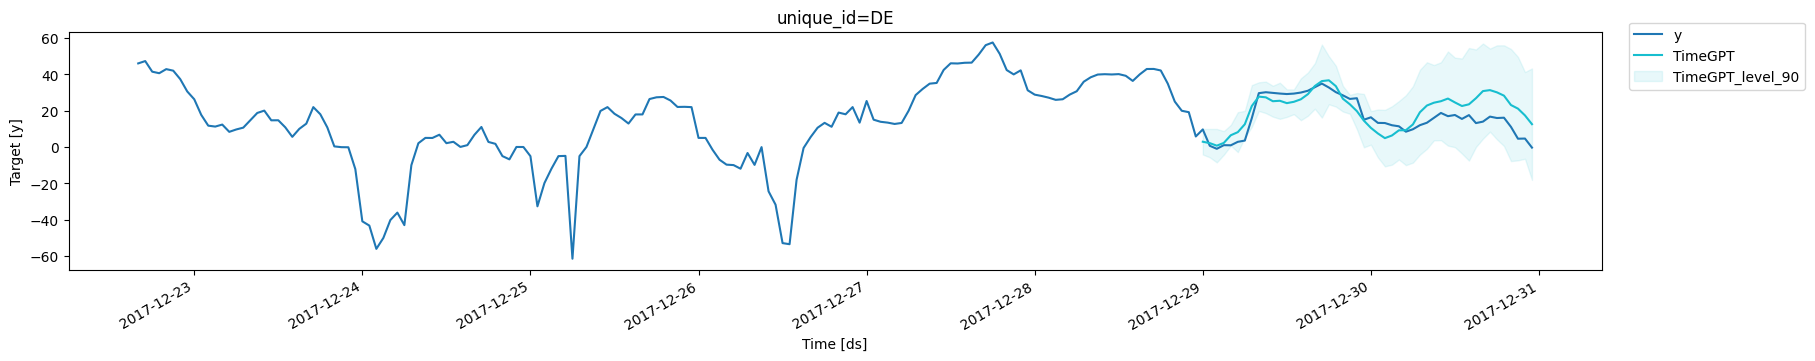 unique_id=DE
y
TimeGPT
TimeGPT_level_90
Target [y]
60
40
20
0
−20
−40
−60
2017-12-23
2017-12-24
2017-12-25
2017-12-26
2017-12-27
2017-12-28
2017-12-29
2017-12-30
2017-12-31
Time [ds]